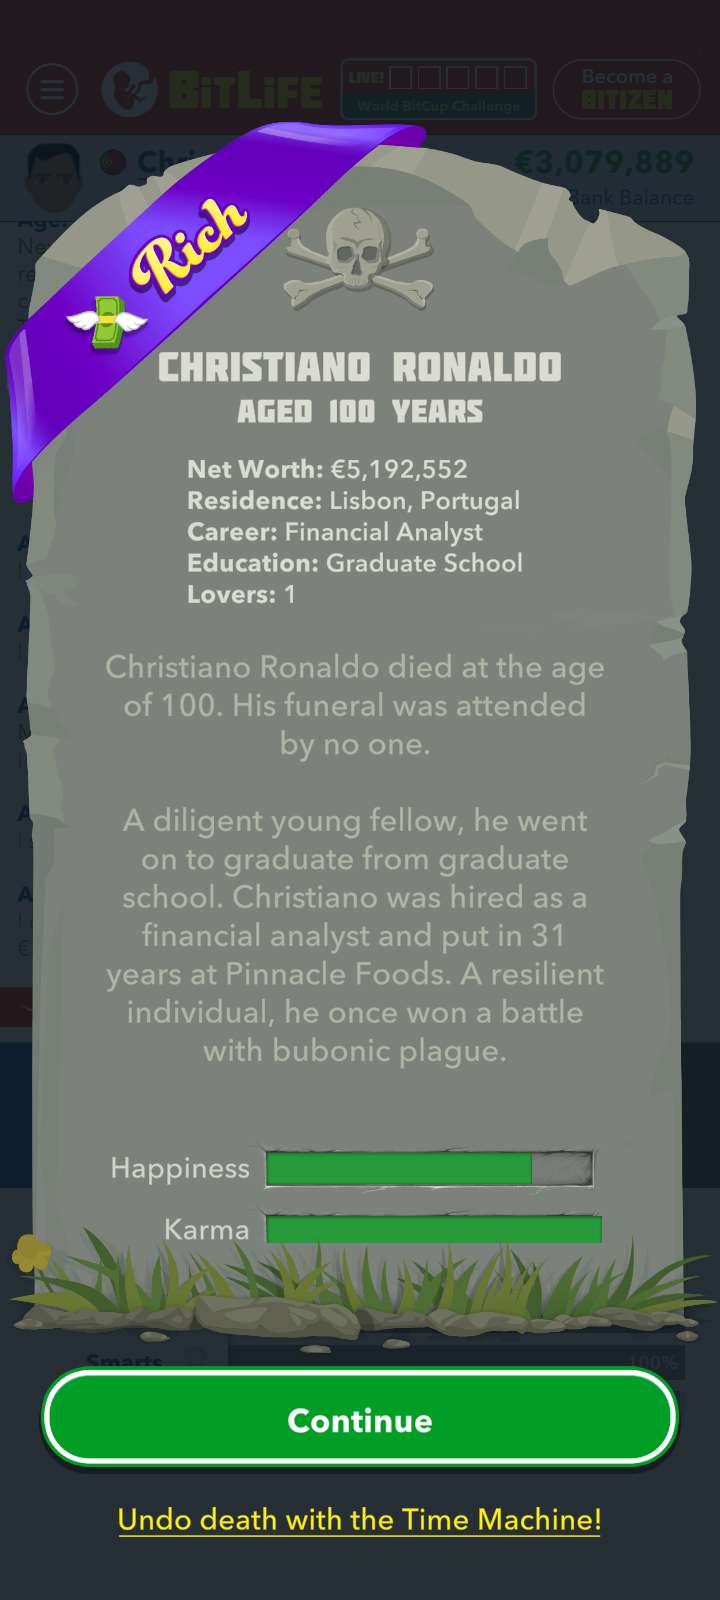 BitLife
LIVE!
World BitCup Challenge
Become a
BITIZEN
€3,079,889
Bank Balance
Rich
CHRISTIANO RONALDO
AGED 100 YEARS
Net Worth: €5,192,552
Residence: Lisbon, Portugal
Career: Financial Analyst
Education: Graduate School
Lovers: 1
Christiano Ronaldo died at the age
of 100. His funeral was attended
by no one.
A diligent young fellow, he went
on to graduate from graduate
school. Christiano was hired as a
financial analyst and put in 31
years at Pinnacle Foods. A resilient
individual, he once won a battle
with bubonic plague.
Happiness
Karma
Smarts
100%
Continue
Undo death with the Time Machine!